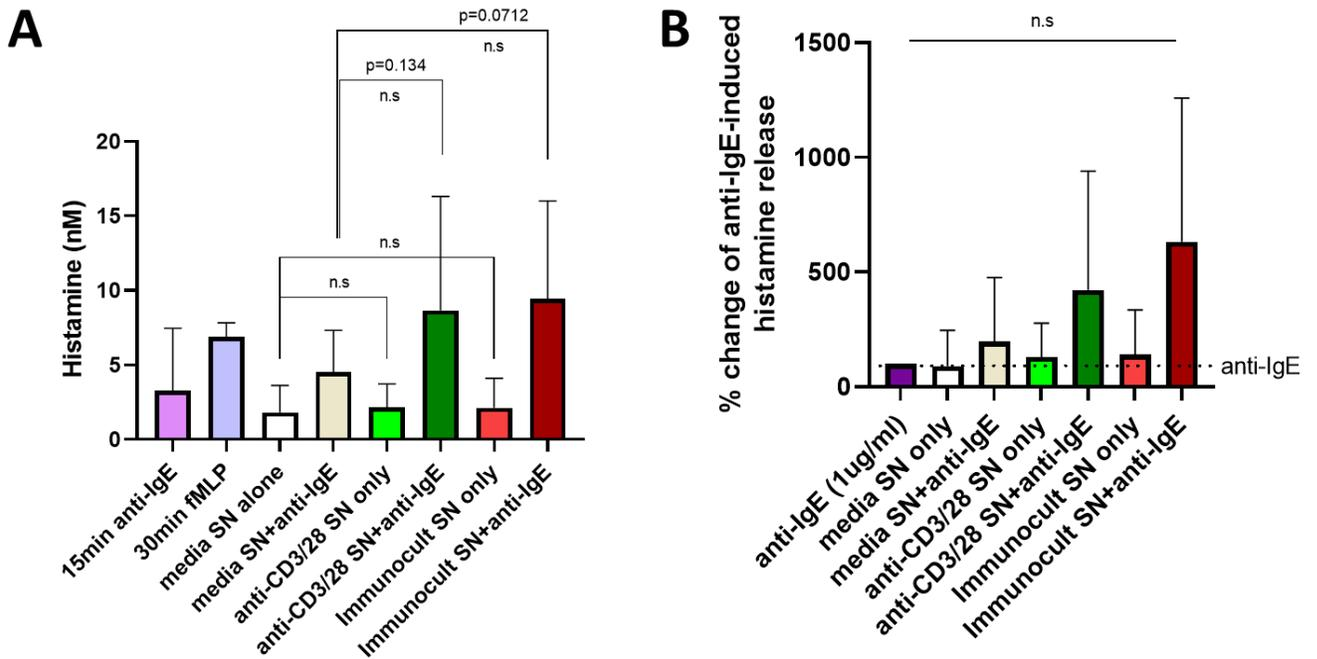 A
p=0.0712
n.s
p=0.134
n.s
n.s
n.s
Histamine (nM)
20
15
10
5
0
15min anti-IgE
30min fMLP
media SN alone
media SN+anti-IgE
anti-CD3/28 SN only
anti-CD3/28 SN+anti-IgE
Immunocult SN only
Immunocult SN+anti-IgE
B
n.s
% change of anti-IgE-induced
histamine release
1500
1000
500
0
anti-IgE
anti-IgE (1ug/ml)
media SN only
media SN+anti-IgE
anti-CD3/28 SN only
anti-CD3/28 SN+anti-IgE
Immunocult SN only
Immunocult SN+anti-IgE